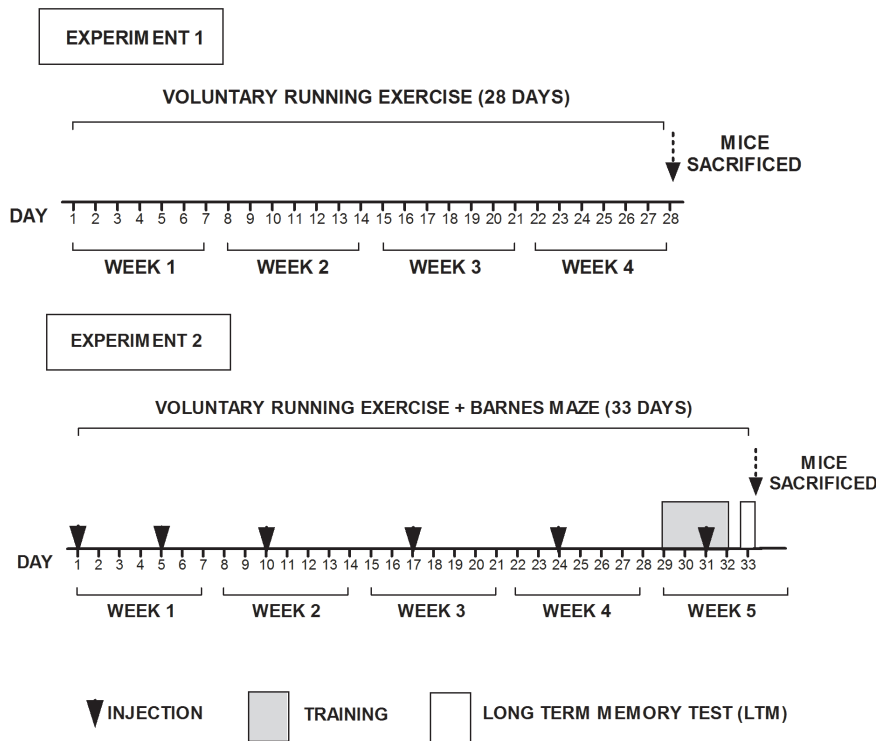 EXPERIMENT 1
VOLUNTARY RUNNING EXERCISE (28 DAYS)
MICE
SACRIFICED
DAY
1 2 3 4 5 6 7 8 9 10 11 12 13 14 15 16 17 18 19 20 21 22 23 24 25 26 27 28
WEEK 1 WEEK 2 WEEK 3 WEEK 4
EXPERIMENT 2
VOLUNTARY RUNNING EXERCISE + BARNES MAZE (33 DAYS)
MICE
SACRIFICED
DAY
1 2 3 4 5 6 7 8 9 10 11 12 13 14 15 16 17 18 19 20 21 22 23 24 25 26 27 28 29 30 31 32 33
WEEK 1 WEEK 2 WEEK 3 WEEK 4 WEEK 5
INJECTION TRAINING LONG TERM MEMORY TEST (LTM)